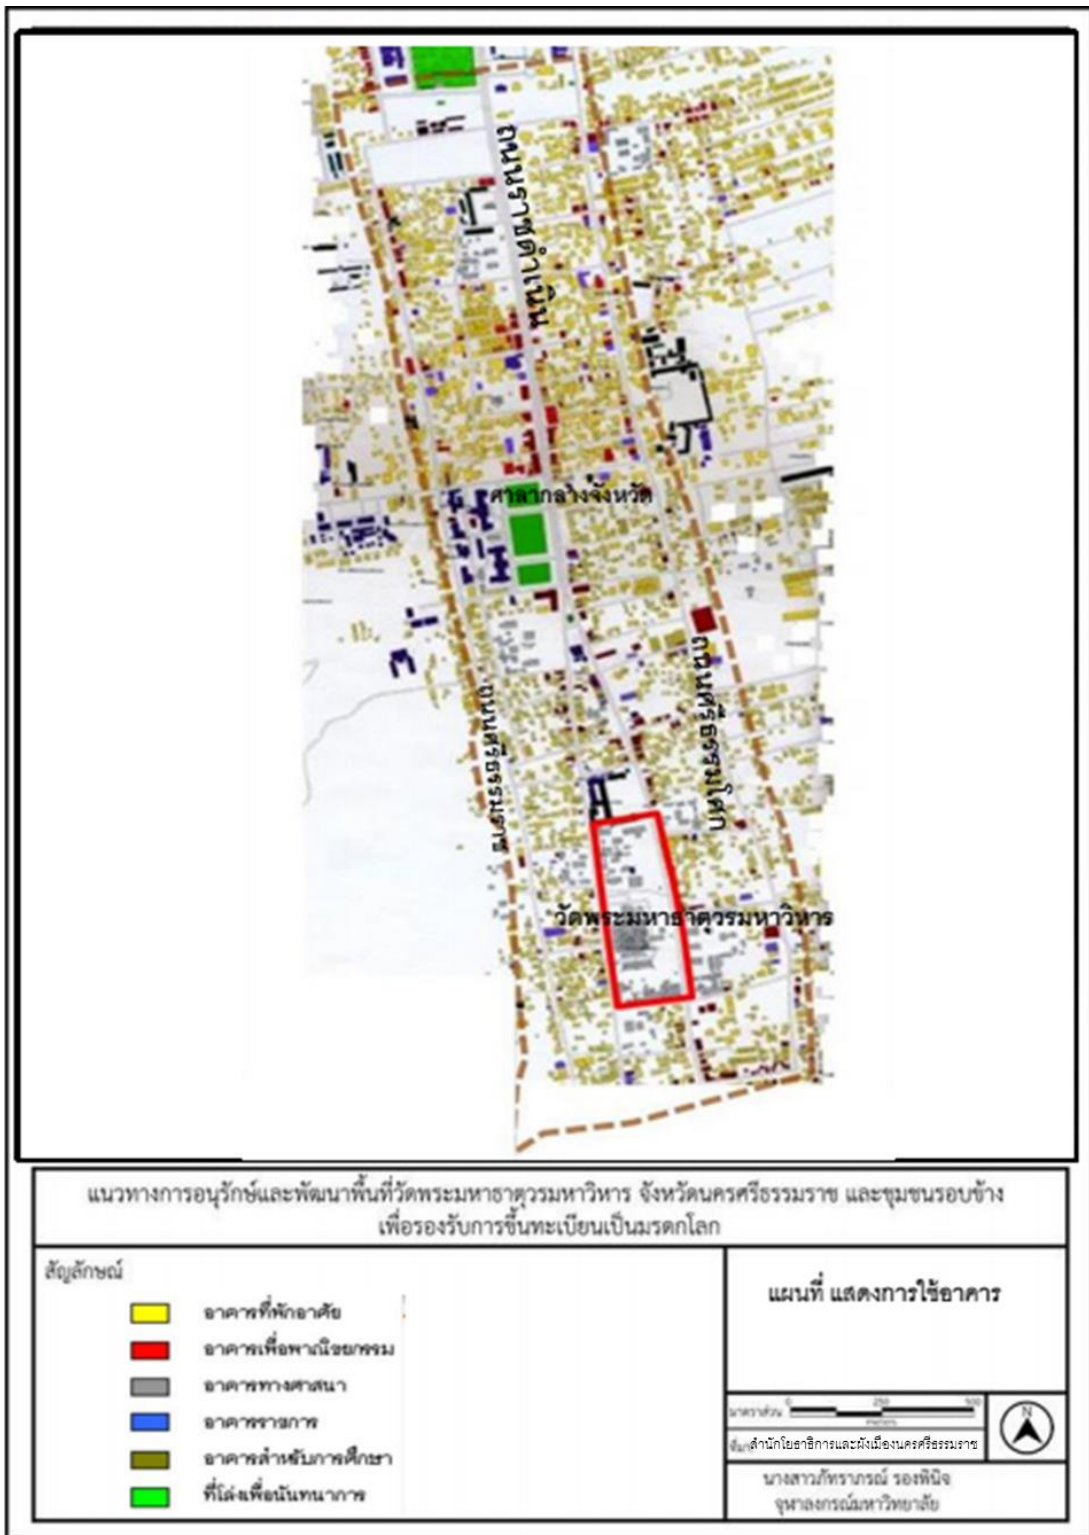 ถนนราชดำเนิน
ศาลากลางจังหวัด
ถนนศรีธรรมโศก
ถนนศรีธรรมราช
วัดพระมหาธาตุวรมหาวิหาร
แนวทางการอนุรักษ์และพัฒนาพื้นที่วัดพระมหาธาตุวรมหาวิหาร จังหวัดนครศรีธรรมราช และชุมชนรอบข้าง
เพื่อรองรับการขึ้นทะเบียนเป็นมรดกโลก
สัญลักษณ์
อาคารที่พักอาศัย
อาคารเพื่อพาณิชยกรรม
อาคารทางศาสนา
อาคารราชการ
อาคารสำหรับการศึกษา
ที่โล่งเพื่อนันทนาการ
แผนที่ แสดงการใช้อาคาร
มาตราส่วน 0 250 500
meters
N
ที่มา สำนักโยธาธิการและผังเมืองนครศรีธรรมราช
นางสาวภัทราภรณ์ รองพินิจ
จุฬาลงกรณ์มหาวิทยาลัย